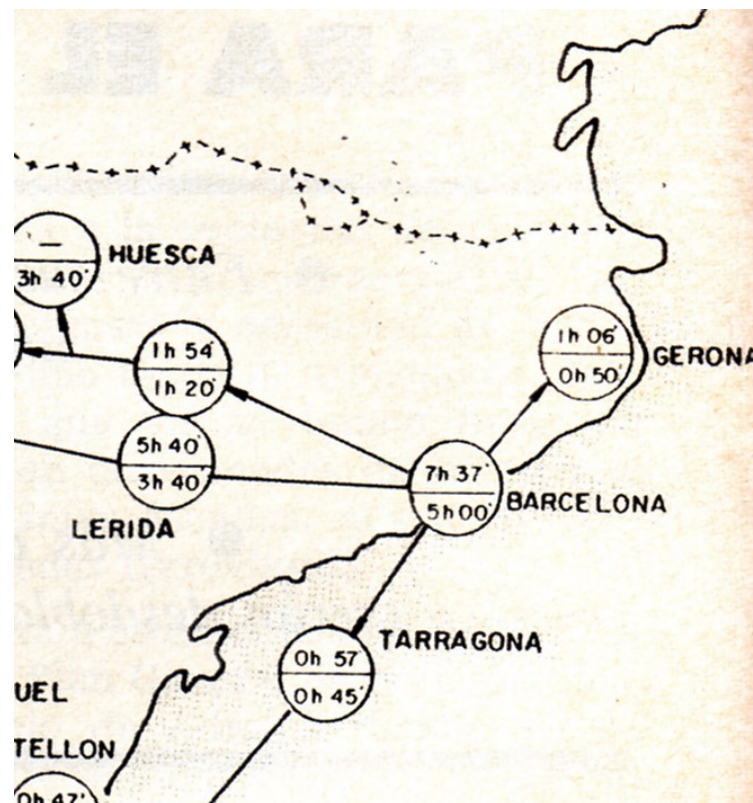 HUESCA
—
3h 40'
1h 54'
1h 20'
1h 06'
0h 50'
GERONA
5h 40'
3h 40'
LERIDA
7h 37'
5h 00'
BARCELONA
TARRAGONA
0h 57'
0h 45'
UEL
TELLON
0h 47'